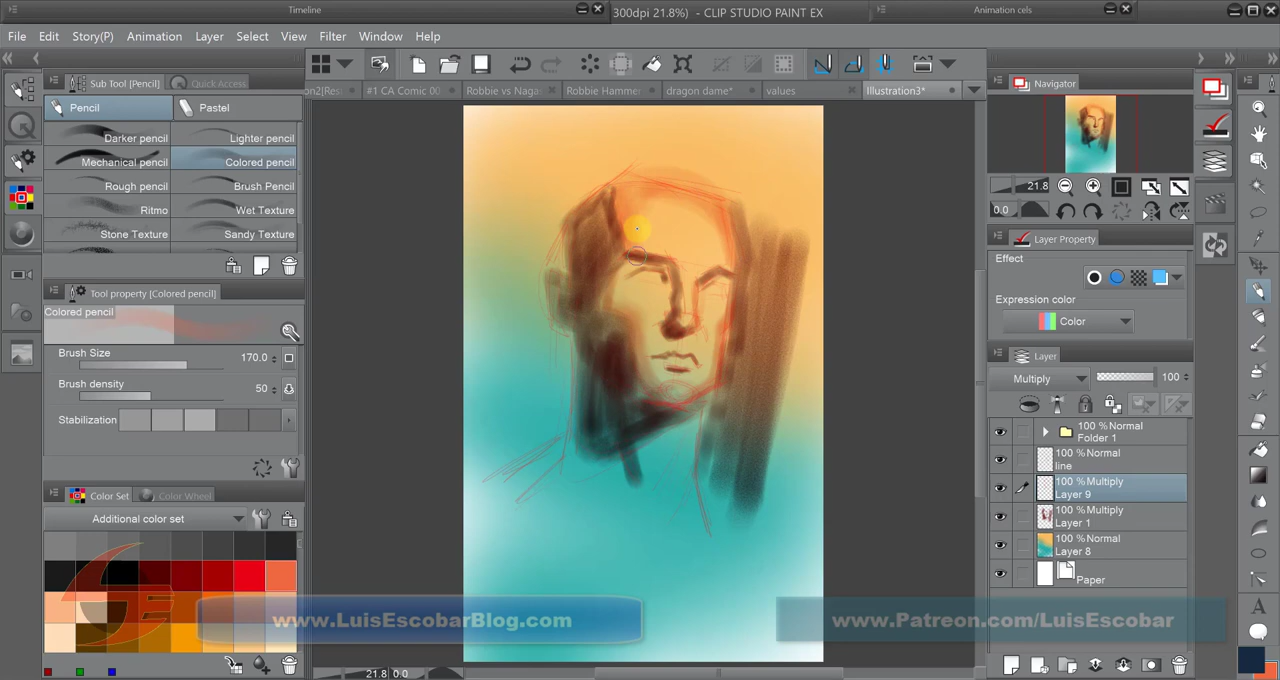 Timeline
300dpi 21.8%) - CLIP STUDIO PAINT EX
Animation cels
File Edit Story(P) Animation Layer Select View Filter Window Help
Sub Tool [Pencil] Quick Access
on2[Res: #1 CA Comic 00 Robbie vs Naga Robbie Hammer dragon dame* values Illustration3*
Navigator
Pencil Pastel
Darker pencil Lighter pencil
Mechanical pencil Colored pencil
Rough pencil Brush Pencil
Ritmo Wet Texture
Stone Texture Sandy Texture
21.8
0.0
Layer Property
Effect
Expression color
Color
Tool property [Colored pencil]
Colored pencil
Brush Size 170.0
Brush density 50
Stabilization
Layer
Multiply 100
100 %Normal
Folder 1
100 %Normal
line
100 %Multiply
Layer 9
100 %Multiply
Layer 1
100 %Normal
Layer 8
Paper
Color Set Color Wheel
Additional color set
www.LuisEscobarBlog.com
www.Patreon.com/LuisEscobar
21.8 0.0